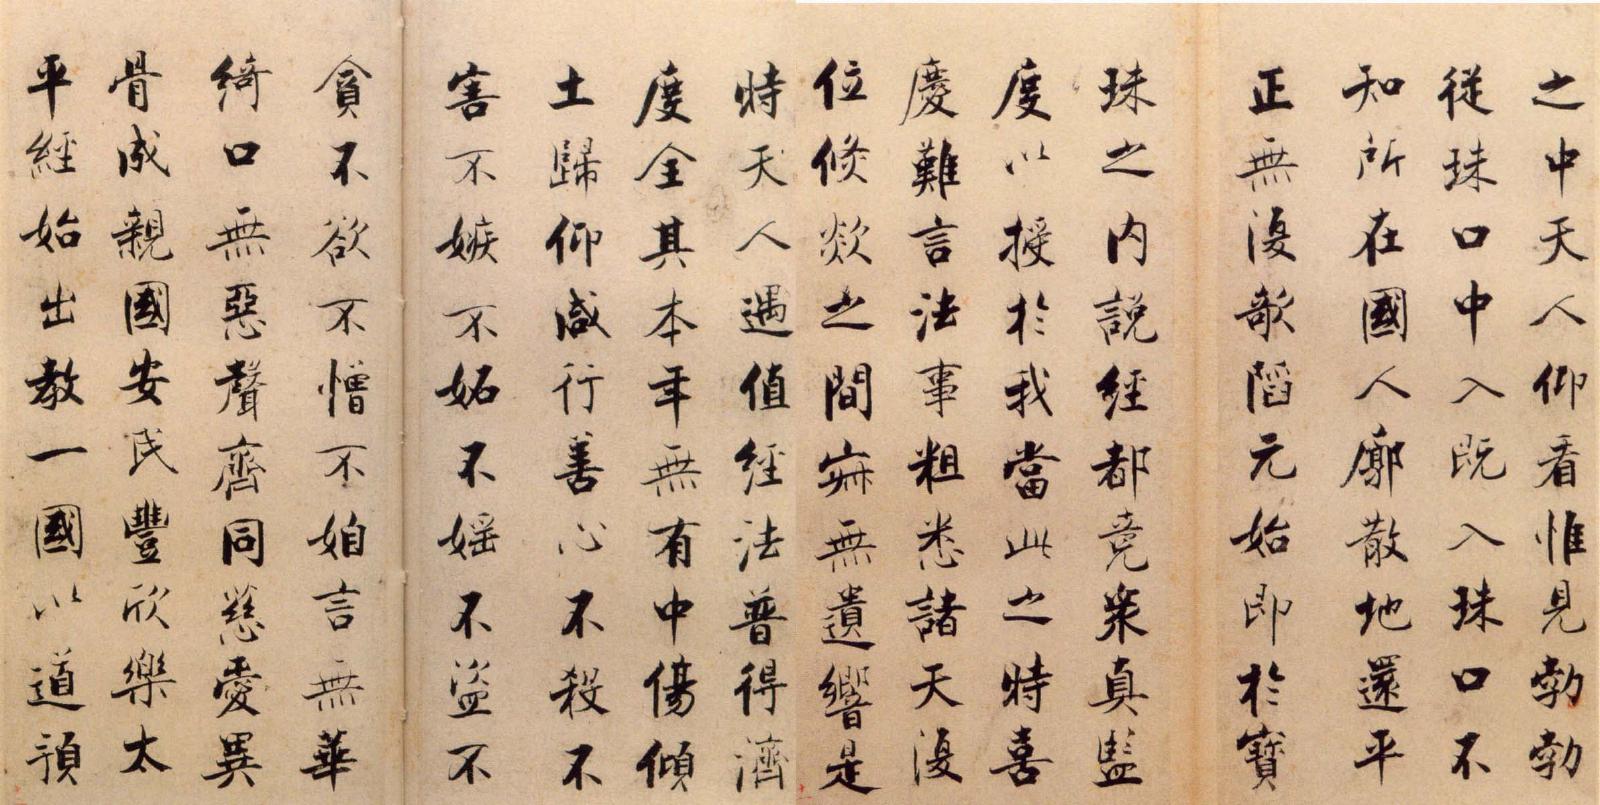 之中天人仰看惟見勃勃
從珠口中入既入珠口不
知所在國人廓散地還平
正無復欹陷元始即於寶
珠之内說經都竟衆真監
度以授於我當此之時喜
慶難言法事粗悉諸天復
位倐欻之間寂無遺響是
時天人遇值經法普得濟
度全其本年無有中傷傾
土歸仰咸行善心不殺不
害不嫉不妬不婬不盜不
貪不欲不憎不㛿言無華
綺口無惡聲齊同慈愛異
骨成親國安民豐欣樂太
平經始出教一國以道預